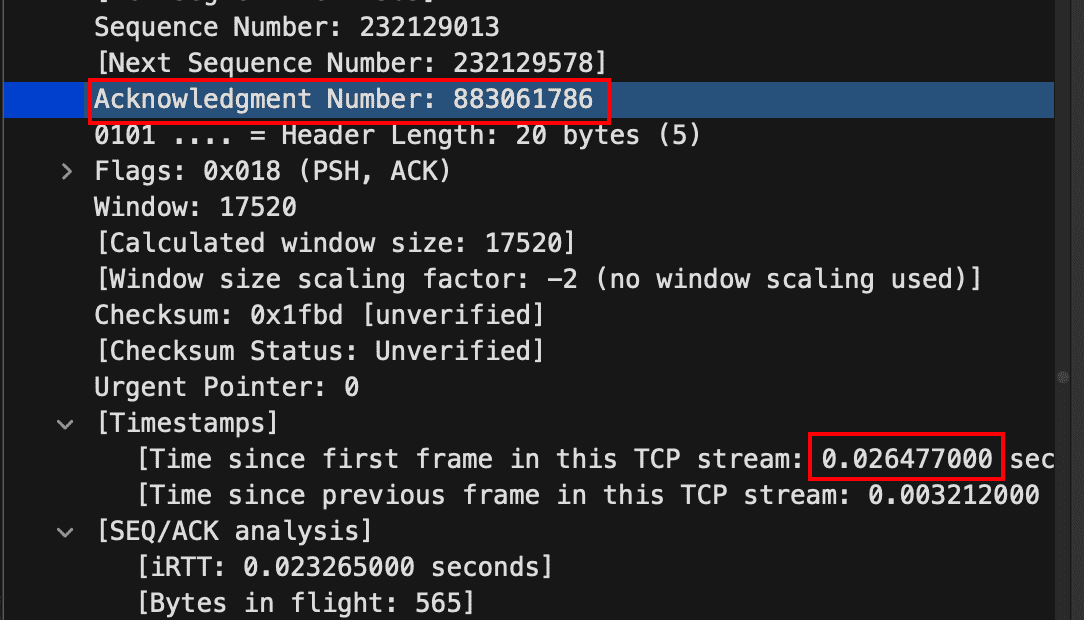 Sequence Number: 232129013
[Next Sequence Number: 232129578]
Acknowledgment Number: 883061786
0101 .... = Header Length: 20 bytes (5)
Flags: 0x018 (PSH, ACK)
Window: 17520
[Calculated window size: 17520]
[Window size scaling factor: -2 (no window scaling used)]
Checksum: 0x1fbd [unverified]
[Checksum Status: Unverified]
Urgent Pointer: 0
[Timestamps]
[Time since first frame in this TCP stream: 0.026477000 sec
[Time since previous frame in this TCP stream: 0.003212000
[SEQ/ACK analysis]
[iRTT: 0.023265000 seconds]
[Bytes in flight: 565]